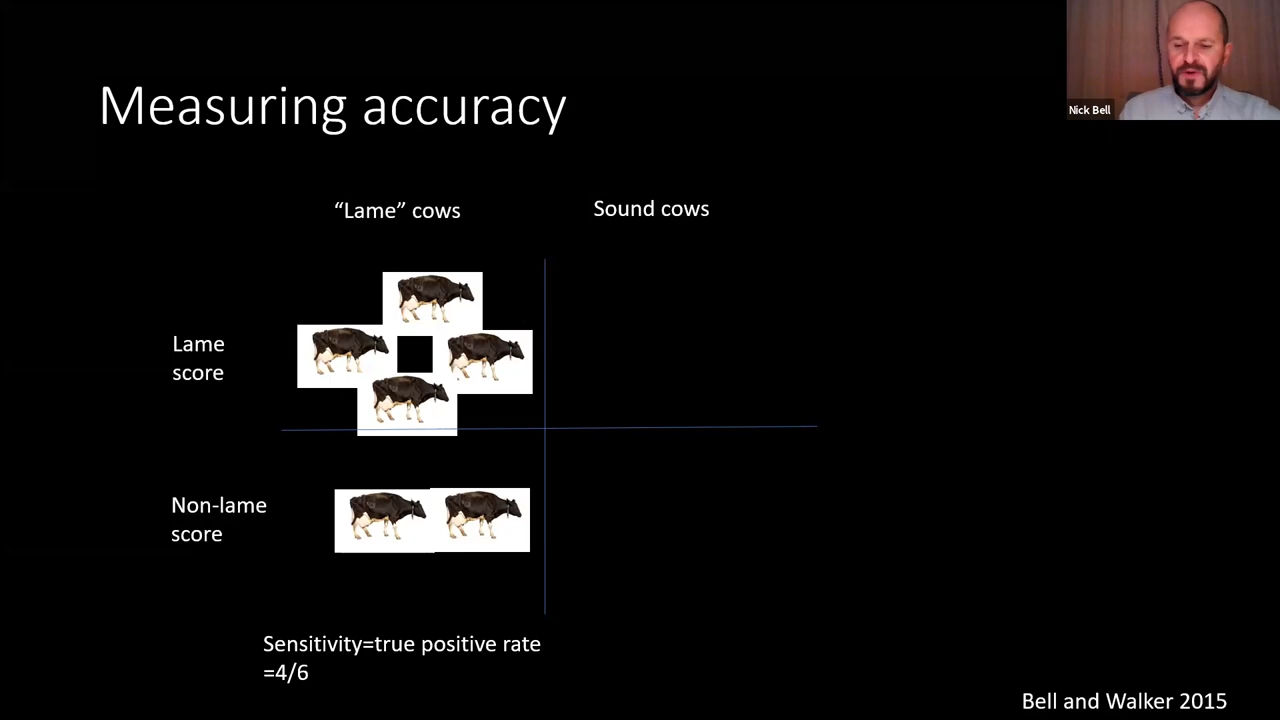 Measuring accuracy
Nick Bell
“Lame” cows
Sound cows
Lame
score
Non-lame
score
Sensitivity=true positive rate
=4/6
Bell and Walker 2015